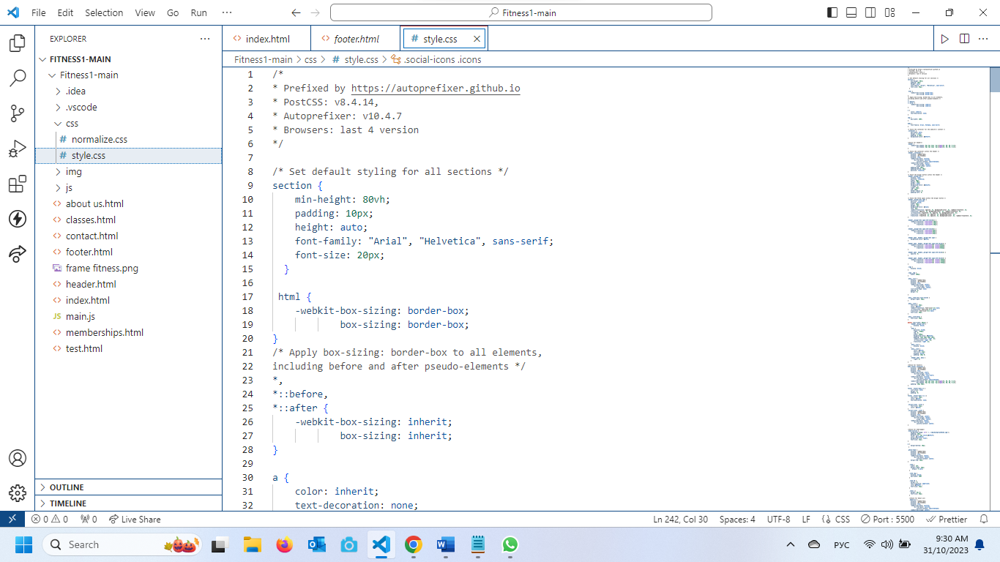 File Edit Selection View Go Run ··· Fitness1-main
EXPLORER ···
FITNESS1-MAIN
Fitness1-main
.idea
.vscode
css
# normalize.css
# style.css
img
js
<> about us.html
<> classes.html
<> contact.html
<> footer.html
frame fitness.png
<> header.html
<> index.html
JS main.js
<> memberships.html
<> test.html
OUTLINE
TIMELINE
<> index.html <> footer.html # style.css
Fitness1-main > css > # style.css > .social-icons .icons
1 /*
2 * Prefixed by https://autoprefixer.github.io
3 * PostCSS: v8.4.14,
4 * Autoprefixer: v10.4.7
5 * Browsers: last 4 version
6 */
7
8 /* Set default styling for all sections */
9 section {
10 min-height: 80vh;
11 padding: 10px;
12 height: auto;
13 font-family: "Arial", "Helvetica", sans-serif;
14 font-size: 20px;
15 }
16
17 html {
18 -webkit-box-sizing: border-box;
19 box-sizing: border-box;
20 }
21 /* Apply box-sizing: border-box to all elements,
22 including before and after pseudo-elements */
23 *,
24 *::before,
25 *::after {
26 -webkit-box-sizing: inherit;
27 box-sizing: inherit;
28 }
29
30 a {
31 color: inherit;
32 text-decoration: none;
0 0 0 Live Share Ln 242, Col 30 Spaces: 4 UTF-8 LF CSS Port : 5500 Prettier
Search РУС 9:30 AM
31/10/2023